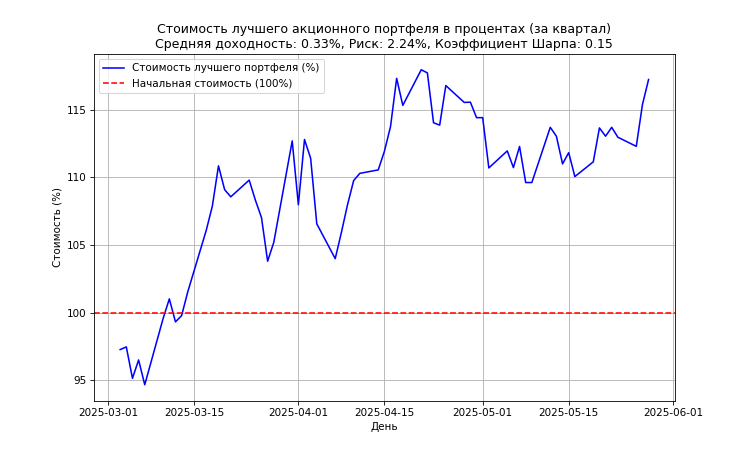 Стоимость лучшего акционного портфеля в процентах (за квартал)
Средняя доходность: 0.33%, Риск: 2.24%, Коэффициент Шарпа: 0.15
Стоимость лучшего портфеля (%)
Начальная стоимость (100%)
Стоимость (%)
115
110
105
100
95
2025-03-01 2025-03-15 2025-04-01 2025-04-15 2025-05-01 2025-05-15 2025-06-01
День